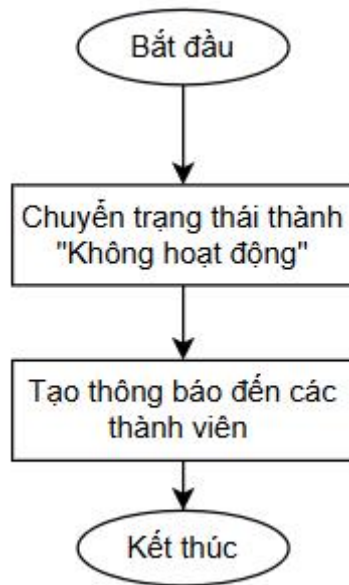 Bắt đầu
Chuyển trạng thái thành
"Không hoạt động"
Tạo thông báo đến các
thành viên
Kết thúc